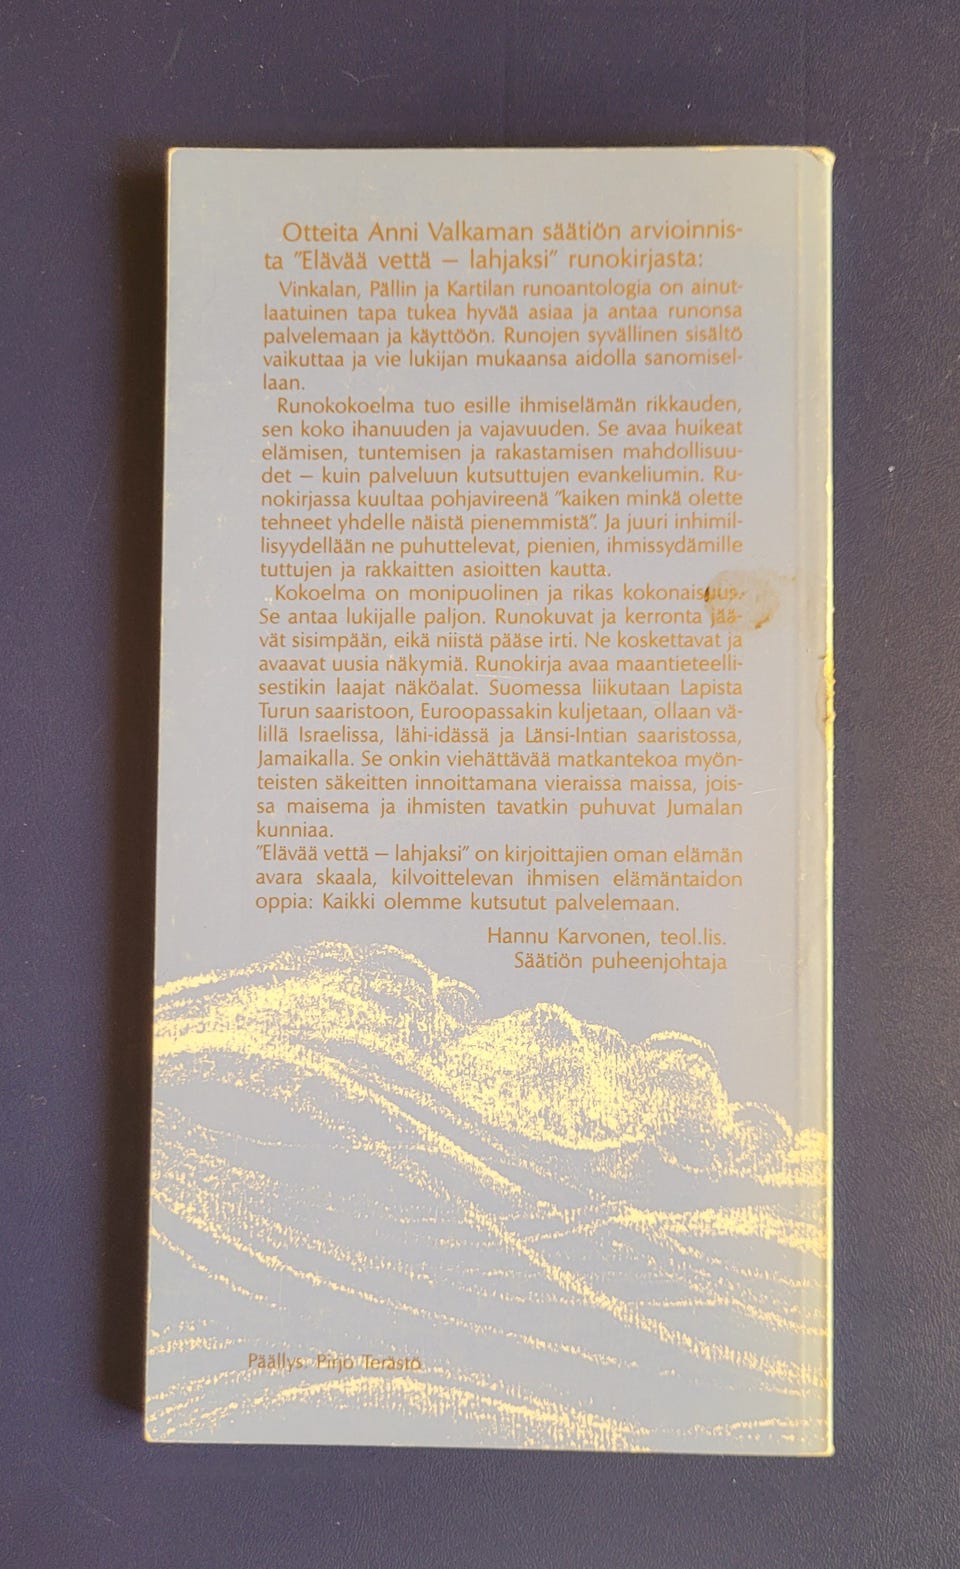 Otteita Anni Valkaman säätiön arvioinnis-
ta "Elävää vettä – lahjaksi" runokirjasta:
Vinkalan, Pällin ja Kartilan runoantologia on ainut-
laatuinen tapa tukea hyvää asiaa ja antaa runonsa
palvelemaan ja käyttöön. Runojen syvällinen sisältö
vaikuttaa ja vie lukijan mukaansa aidolla sanomisel-
laan.
Runokokoelma tuo esille ihmiselämän rikkauden,
sen koko ihanuuden ja vajavuuden. Se avaa huikeat
elämisen, tuntemisen ja rakastamisen mahdollisuu-
det – kuin palveluun kutsuttujen evankeliumin. Ru-
nokirjassa kuultaa pohjavireenä "kaiken minkä olette
tehneet yhdelle näistä pienemmistä". Ja juuri inhimil-
lisyydellään ne puhuttelevat, pienien, ihmissydämille
tuttujen ja rakkaitten asioitten kautta.
Kokoelma on monipuolinen ja rikas kokonaisuus.
Se antaa lukijalle paljon. Runokuvat ja kerronta jää-
vät sisimpään, eikä niistä pääse irti. Ne koskettavat ja
avaavat uusia näkymiä. Runokirja avaa maantieteelli-
sestikin laajat näköalat. Suomessa liikutaan Lapista
Turun saaristoon, Euroopassakin kuljetaan, ollaan vä-
lillä Israelissa, lähi-idässä ja Länsi-Intian saaristossa,
Jamaikalla. Se onkin viehättävää matkantekoa myön-
teisten säkeitten innoittamana vieraissa maissa, jois-
sa maisema ja ihmisten tavatkin puhuvat Jumalan
kunniaa.
"Elävää vettä – lahjaksi" on kirjoittajien oman elämän
avara skaala, kilvoittelevan ihmisen elämäntaidon
oppia: Kaikki olemme kutsutut palvelemaan.
Hannu Karvonen, teol.lis.
Säätiön puheenjohtaja
Päällys: Pirjo Terästö